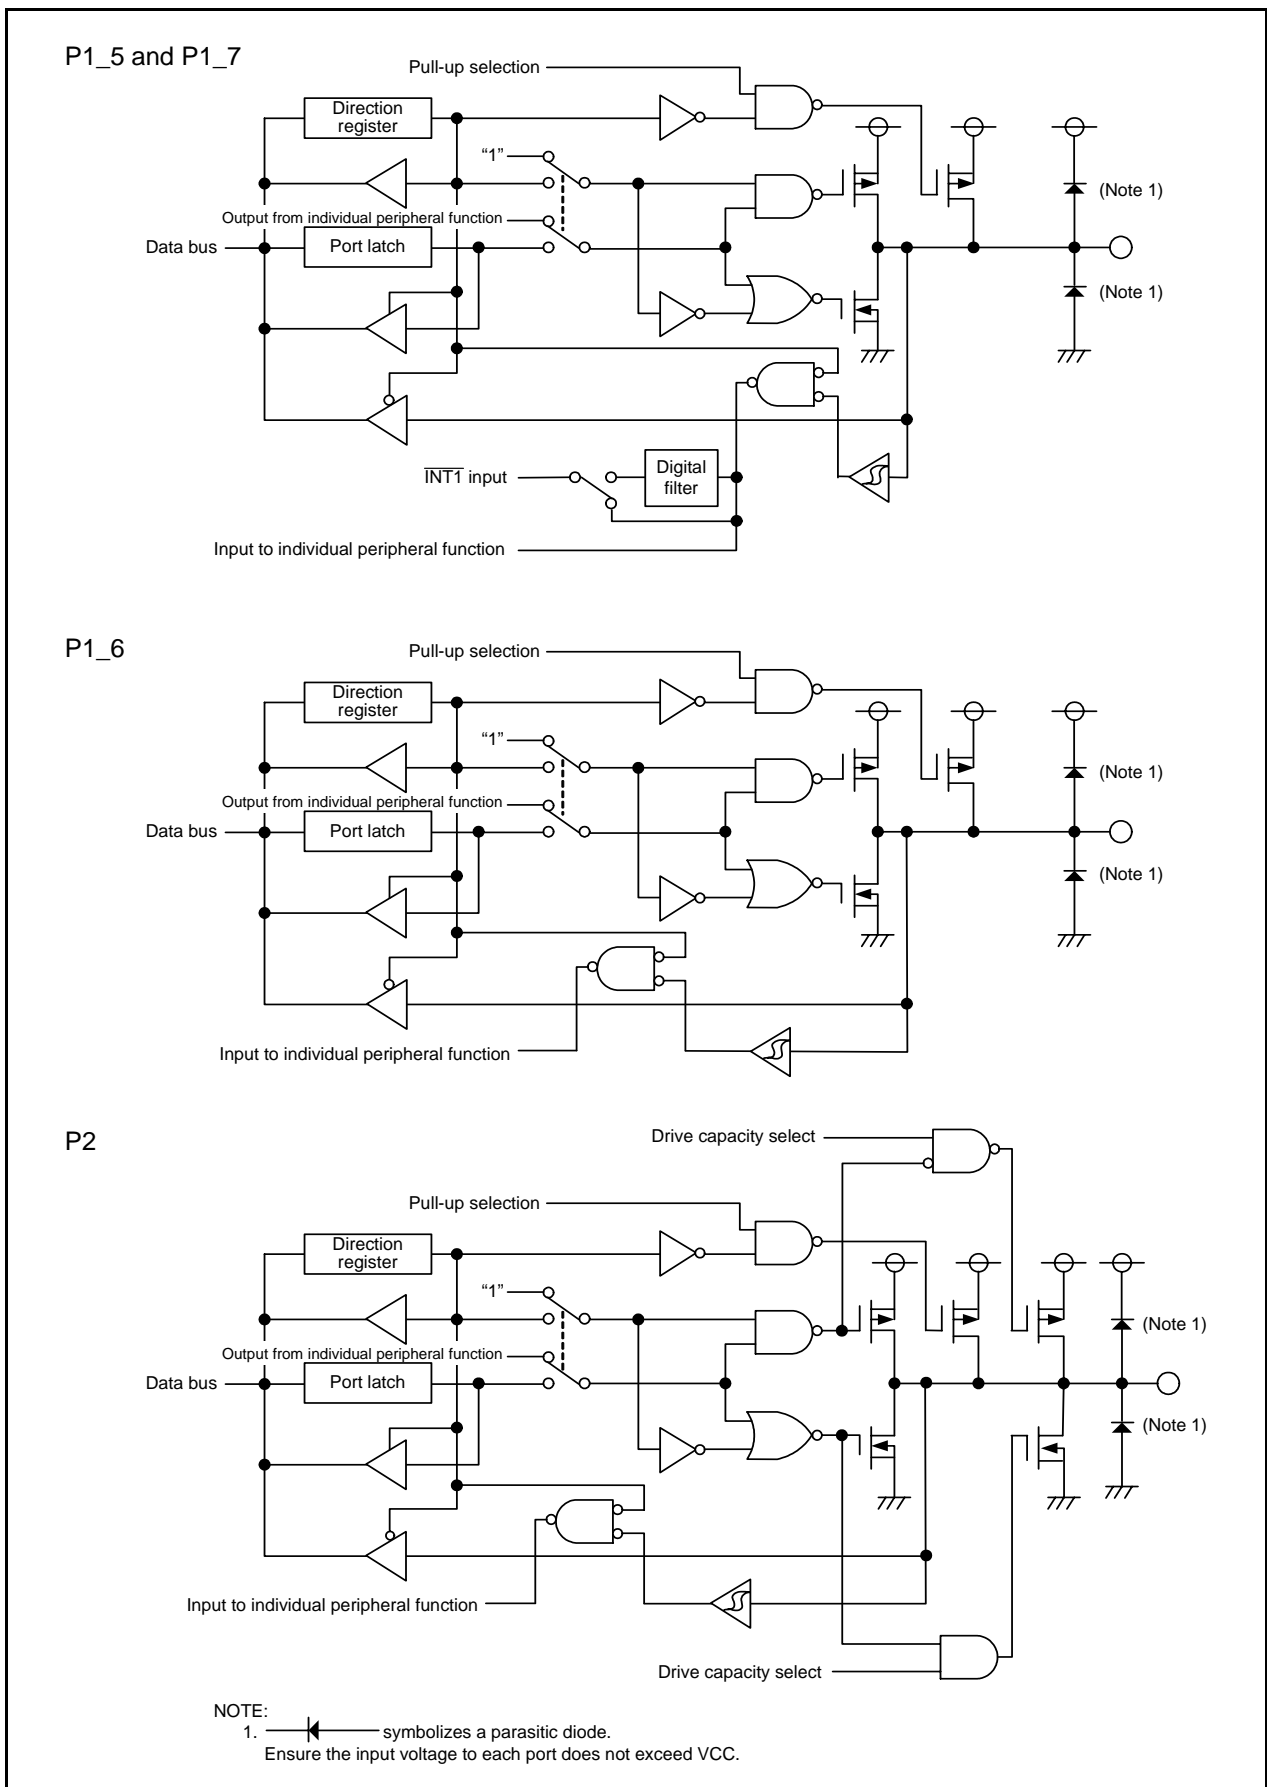 P1_5 and P1_7
Pull-up selection
Direction
register
“1”
Output from individual peripheral function
Data bus
Port latch
(Note 1)
(Note 1)
INT1 input
Digital
filter
Input to individual peripheral function
P1_6
Pull-up selection
Direction
register
“1”
Output from individual peripheral function
Data bus
Port latch
(Note 1)
(Note 1)
Input to individual peripheral function
P2
Drive capacity select
Pull-up selection
Direction
register
“1”
Output from individual peripheral function
Data bus
Port latch
(Note 1)
(Note 1)
Input to individual peripheral function
Drive capacity select
NOTE:
1. symbolizes a parasitic diode.
Ensure the input voltage to each port does not exceed VCC.